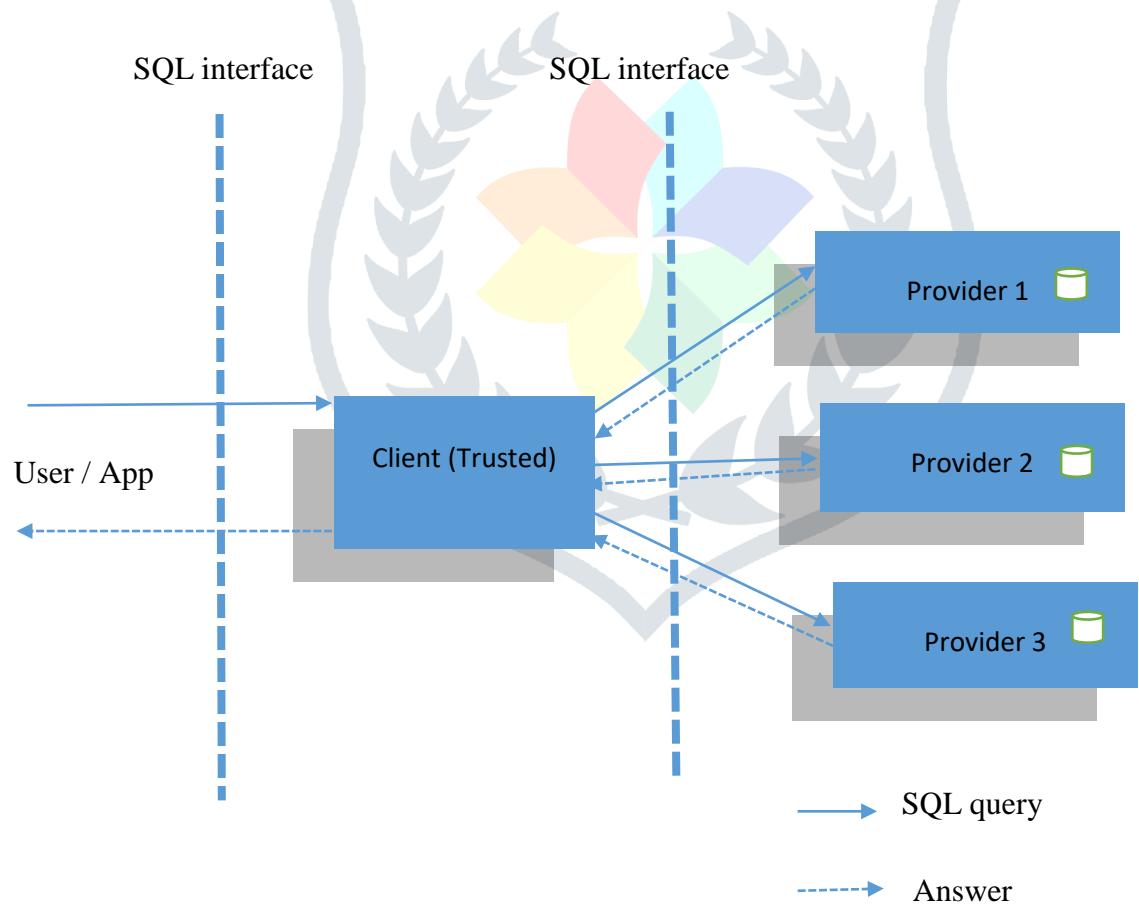 SQL interface
SQL interface
Provider 1
Client (Trusted)
Provider 2
User / App
Provider 3
SQL query
Answer